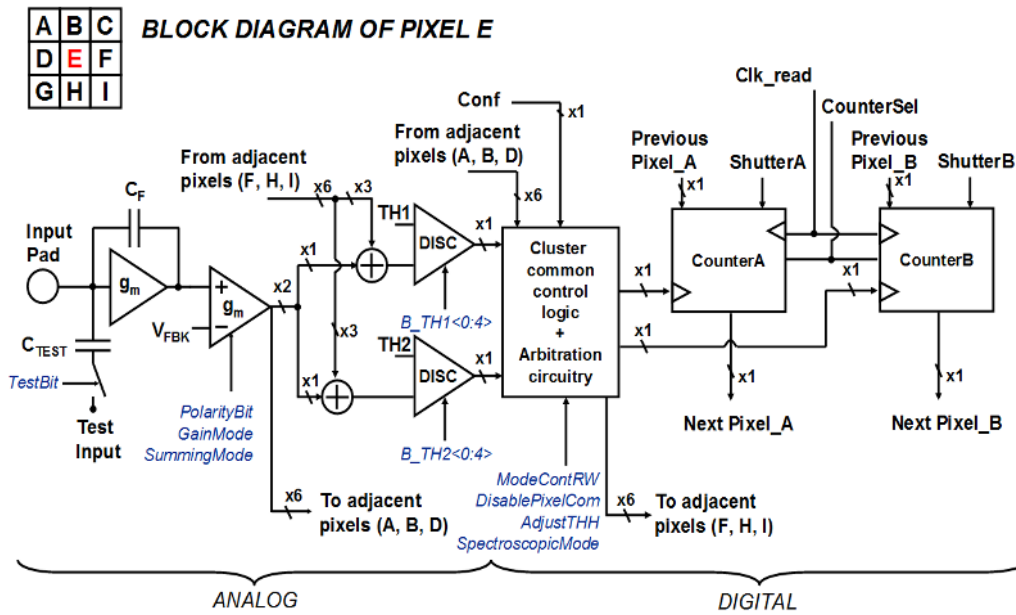 A B C
D E F
G H I
BLOCK DIAGRAM OF PIXEL E
Clk_read
CounterSel
Conf
x1
From adjacent
pixels (A, B, D)
x6
Previous
Pixel_A
x1
ShutterA
Previous
Pixel_B
x1
ShutterB
From adjacent
pixels (F, H, I)
x6
x3
CF
Input
Pad
gm
+
gm
−
VFBK
x2
x1
x3
x1
TH1
DISC
x1
B_TH1<0:4>
TH2
DISC
x1
B_TH2<0:4>
CTEST
TestBit
Test
Input
PolarityBit
GainMode
SummingMode
x6
To adjacent
pixels (A, B, D)
Cluster
common
control
logic
+
Arbitration
circuitry
x1
x1
CounterA
x1
CounterB
x1
Next Pixel_A
x1
Next Pixel_B
ModeContRW
DisablePixelCom
AdjustTHH
SpectroscopicMode
x6
To adjacent
pixels (F, H, I)
ANALOG
DIGITAL